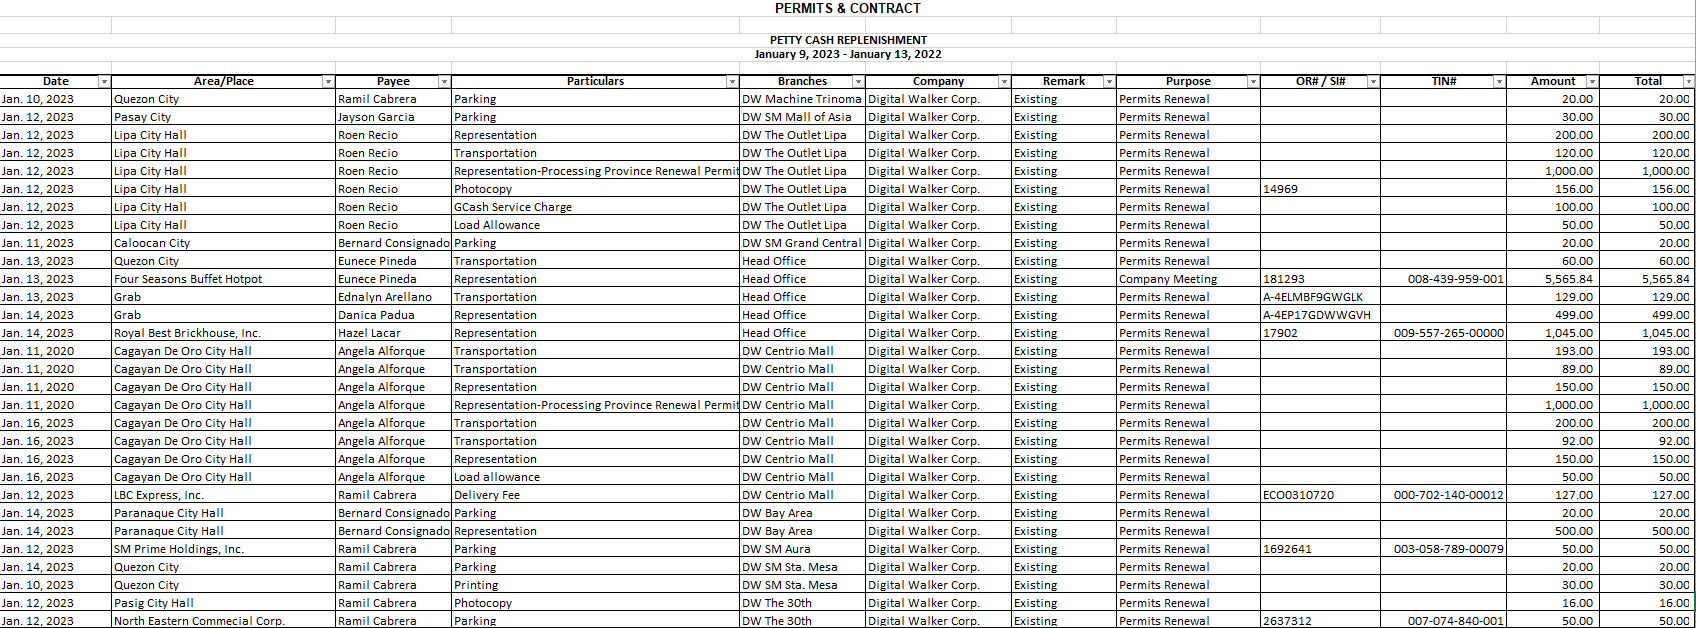 PERMITS & CONTRACT
PETTY CASH REPLENISHMENT
January 9, 2023 - January 13, 2022
Date Area/Place Payee Particulars Branches Company Remark Purpose OR# / SI# TIN# Amount Total
Jan. 10, 2023 Quezon City Ramil Cabrera Parking DW Machine Trinoma Digital Walker Corp. Existing Permits Renewal 20.00 20.00
Jan. 12, 2023 Pasay City Jayson Garcia Parking DW SM Mall of Asia Digital Walker Corp. Existing Permits Renewal 30.00 30.00
Jan. 12, 2023 Lipa City Hall Roen Recio Representation DW The Outlet Lipa Digital Walker Corp. Existing Permits Renewal 200.00 200.00
Jan. 12, 2023 Lipa City Hall Roen Recio Transportation DW The Outlet Lipa Digital Walker Corp. Existing Permits Renewal 120.00 120.00
Jan. 12, 2023 Lipa City Hall Roen Recio Representation-Processing Province Renewal Permit DW The Outlet Lipa Digital Walker Corp. Existing Permits Renewal 1,000.00 1,000.00
Jan. 12, 2023 Lipa City Hall Roen Recio Photocopy DW The Outlet Lipa Digital Walker Corp. Existing Permits Renewal 14969 156.00 156.00
Jan. 12, 2023 Lipa City Hall Roen Recio GCash Service Charge DW The Outlet Lipa Digital Walker Corp. Existing Permits Renewal 100.00 100.00
Jan. 12, 2023 Lipa City Hall Roen Recio Load Allowance DW The Outlet Lipa Digital Walker Corp. Existing Permits Renewal 50.00 50.00
Jan. 11, 2023 Caloocan City Bernard Consignado Parking DW SM Grand Central Digital Walker Corp. Existing Permits Renewal 20.00 20.00
Jan. 13, 2023 Quezon City Eunece Pineda Transportation Head Office Digital Walker Corp. Existing Permits Renewal 60.00 60.00
Jan. 13, 2023 Four Seasons Buffet Hotpot Eunece Pineda Representation Head Office Digital Walker Corp. Existing Company Meeting 181293 008-439-959-001 5,565.84 5,565.84
Jan. 13, 2023 Grab Ednalyn Arellano Transportation Head Office Digital Walker Corp. Existing Permits Renewal A-4ELMBF9GWGLK 129.00 129.00
Jan. 14, 2023 Grab Danica Padua Representation Head Office Digital Walker Corp. Existing Permits Renewal A-4EP17GDWWGVH 499.00 499.00
Jan. 14, 2023 Royal Best Brickhouse, Inc. Hazel Lacar Representation Head Office Digital Walker Corp. Existing Permits Renewal 17902 009-557-265-00000 1,045.00 1,045.00
Jan. 11, 2020 Cagayan De Oro City Hall Angela Alforque Transportation DW Centrio Mall Digital Walker Corp. Existing Permits Renewal 193.00 193.00
Jan. 11, 2020 Cagayan De Oro City Hall Angela Alforque Transportation DW Centrio Mall Digital Walker Corp. Existing Permits Renewal 89.00 89.00
Jan. 11, 2020 Cagayan De Oro City Hall Angela Alforque Representation DW Centrio Mall Digital Walker Corp. Existing Permits Renewal 150.00 150.00
Jan. 11, 2020 Cagayan De Oro City Hall Angela Alforque Representation-Processing Province Renewal Permit DW Centrio Mall Digital Walker Corp. Existing Permits Renewal 1,000.00 1,000.00
Jan. 16, 2023 Cagayan De Oro City Hall Angela Alforque Transportation DW Centrio Mall Digital Walker Corp. Existing Permits Renewal 200.00 200.00
Jan. 16, 2023 Cagayan De Oro City Hall Angela Alforque Transportation DW Centrio Mall Digital Walker Corp. Existing Permits Renewal 92.00 92.00
Jan. 16, 2023 Cagayan De Oro City Hall Angela Alforque Representation DW Centrio Mall Digital Walker Corp. Existing Permits Renewal 150.00 150.00
Jan. 16, 2023 Cagayan De Oro City Hall Angela Alforque Load allowance DW Centrio Mall Digital Walker Corp. Existing Permits Renewal 50.00 50.00
Jan. 12, 2023 LBC Express, Inc. Ramil Cabrera Delivery Fee DW Centrio Mall Digital Walker Corp. Existing Permits Renewal ECO0310720 000-702-140-00012 127.00 127.00
Jan. 14, 2023 Paranaque City Hall Bernard Consignado Parking DW Bay Area Digital Walker Corp. Existing Permits Renewal 20.00 20.00
Jan. 14, 2023 Paranaque City Hall Bernard Consignado Representation DW Bay Area Digital Walker Corp. Existing Permits Renewal 500.00 500.00
Jan. 12, 2023 SM Prime Holdings, Inc. Ramil Cabrera Parking DW SM Aura Digital Walker Corp. Existing Permits Renewal 1692641 003-058-789-00079 50.00 50.00
Jan. 14, 2023 Quezon City Ramil Cabrera Parking DW SM Sta. Mesa Digital Walker Corp. Existing Permits Renewal 20.00 20.00
Jan. 10, 2023 Quezon City Ramil Cabrera Printing DW SM Sta. Mesa Digital Walker Corp. Existing Permits Renewal 30.00 30.00
Jan. 12, 2023 Pasig City Hall Ramil Cabrera Photocopy DW The 30th Digital Walker Corp. Existing Permits Renewal 16.00 16.00
Jan. 12, 2023 North Eastern Commecial Corp. Ramil Cabrera Parking DW The 30th Digital Walker Corp. Existing Permits Renewal 2637312 007-074-840-001 50.00 50.00